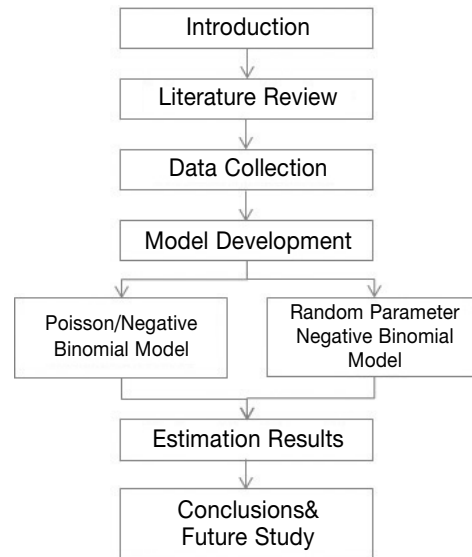 Introduction
Literature Review
Data Collection
Model Development
Poisson/Negative
Binomial Model
Random Parameter
Negative Binomial
Model
Estimation Results
Conclusions&
Future Study